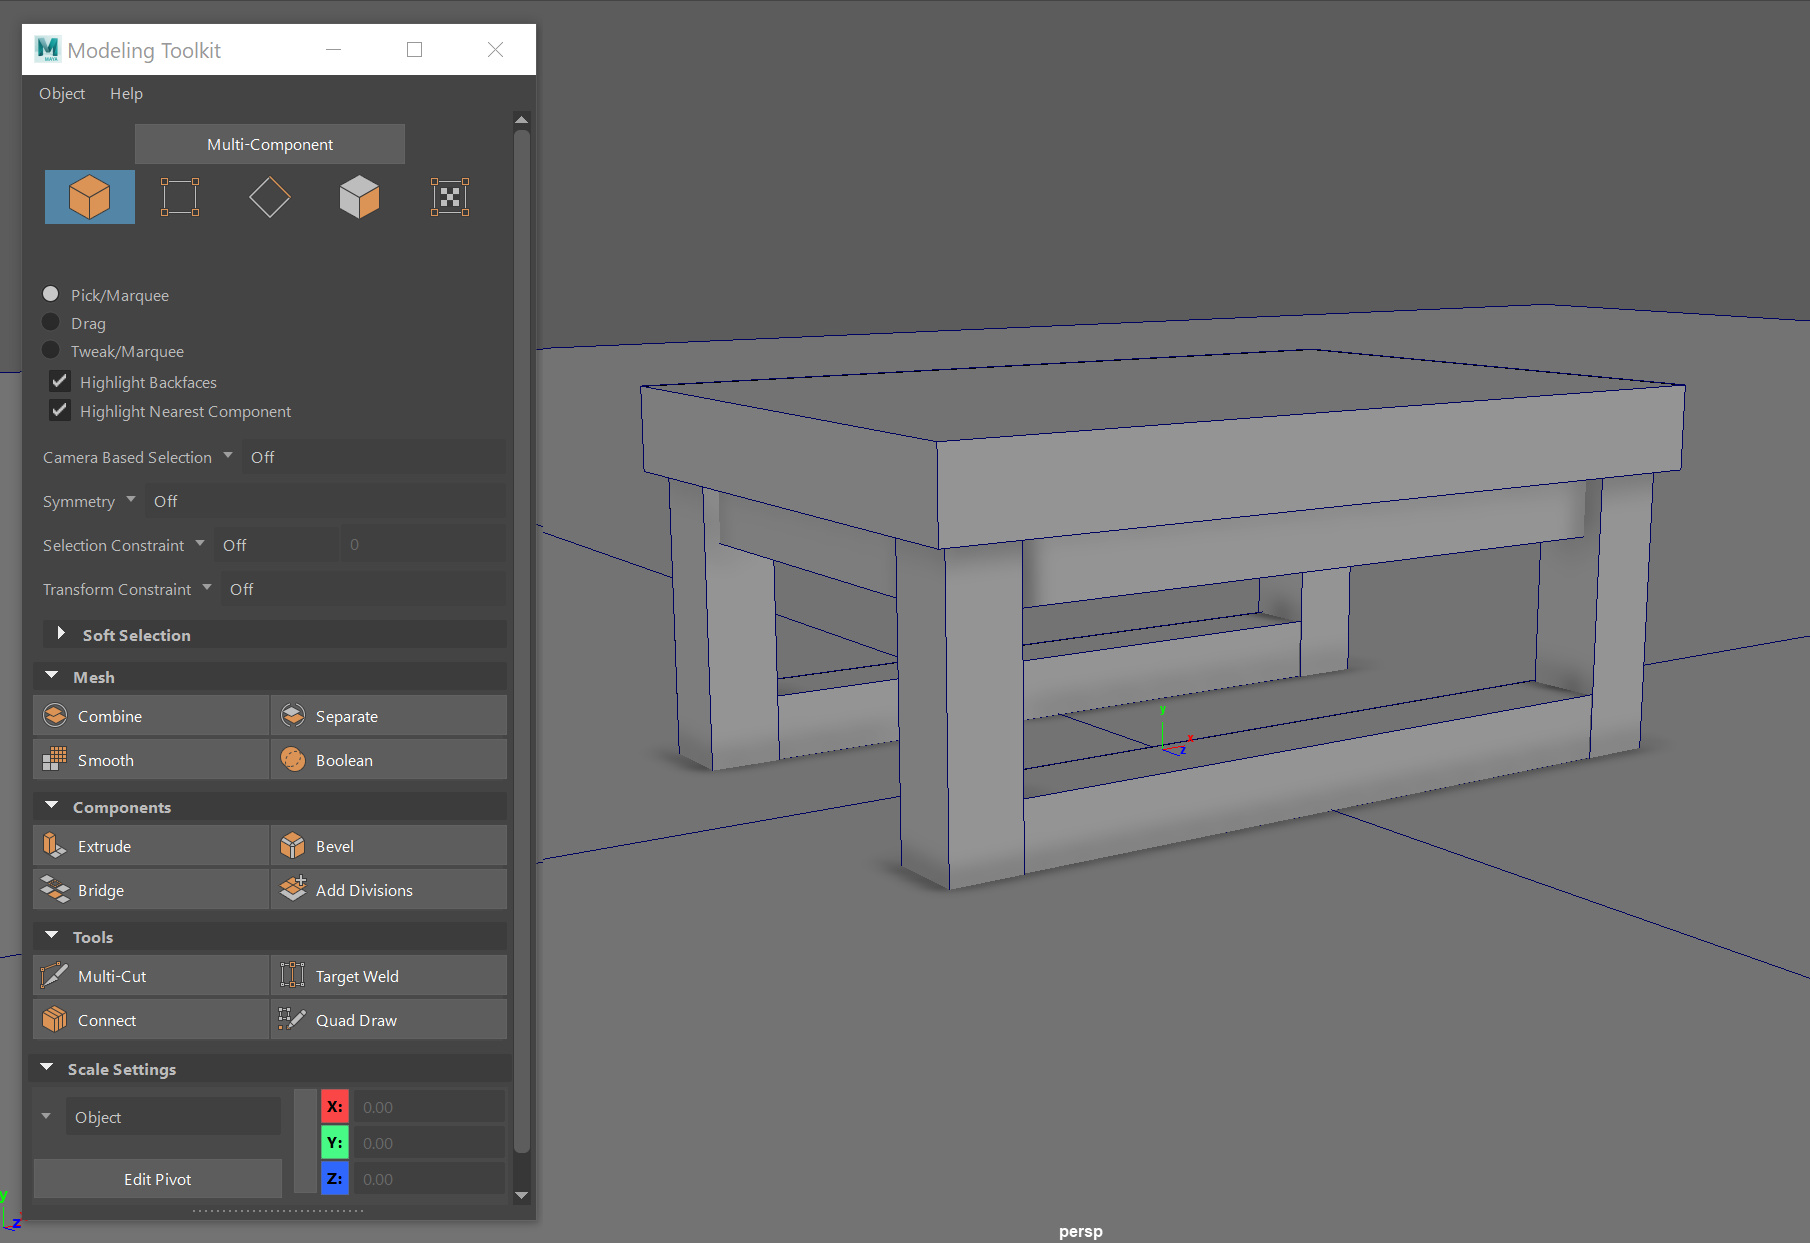 Modeling Toolkit
Object Help
Multi-Component
Pick/Marquee
Drag
Tweak/Marquee
Highlight Backfaces
Highlight Nearest Component
Camera Based Selection Off
Symmetry Off
Selection Constraint Off 0
Transform Constraint Off
Soft Selection
Mesh
Combine Separate
Smooth Boolean
Components
Extrude Bevel
Bridge Add Divisions
Tools
Multi-Cut Target Weld
Connect Quad Draw
Scale Settings
Object
X: 0.00
Y: 0.00
Z: 0.00
Edit Pivot
y
x
z
y
z
persp